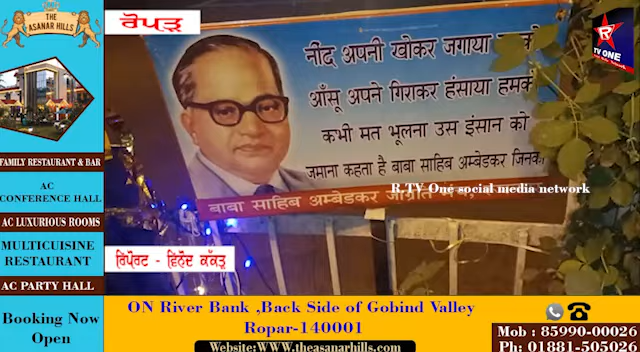 THE
ASANAR HILLS
FAMILY RESTAURANT & BAR
AC
CONFERENCE HALL
AC LUXURIOUS ROOMS
MULTICUISINE
RESTAURANT
AC PARTY HALL
Booking Now
Open
ਰੋਪੜ
नींद अपनी खोकर जगाया
आँसू अपने गिराकर हंसाया हमको
कभी मत भूलना उस इंसान को
जमाना कहता है बाबा साहिब अम्बेडकर जिनको
बाबा साहिब अम्बेडकर जागृति
R
TV ONE
R.TV One social media network
ਰਿਪੋਰਟ - ਵਿਨੋਦ ਕੱਕੜ
ON River Bank ,Back Side of Gobind Valley
Ropar-140001
Website:WWW.theasanarhills.com
Mob : 85990-00026
Ph: 01881-505026